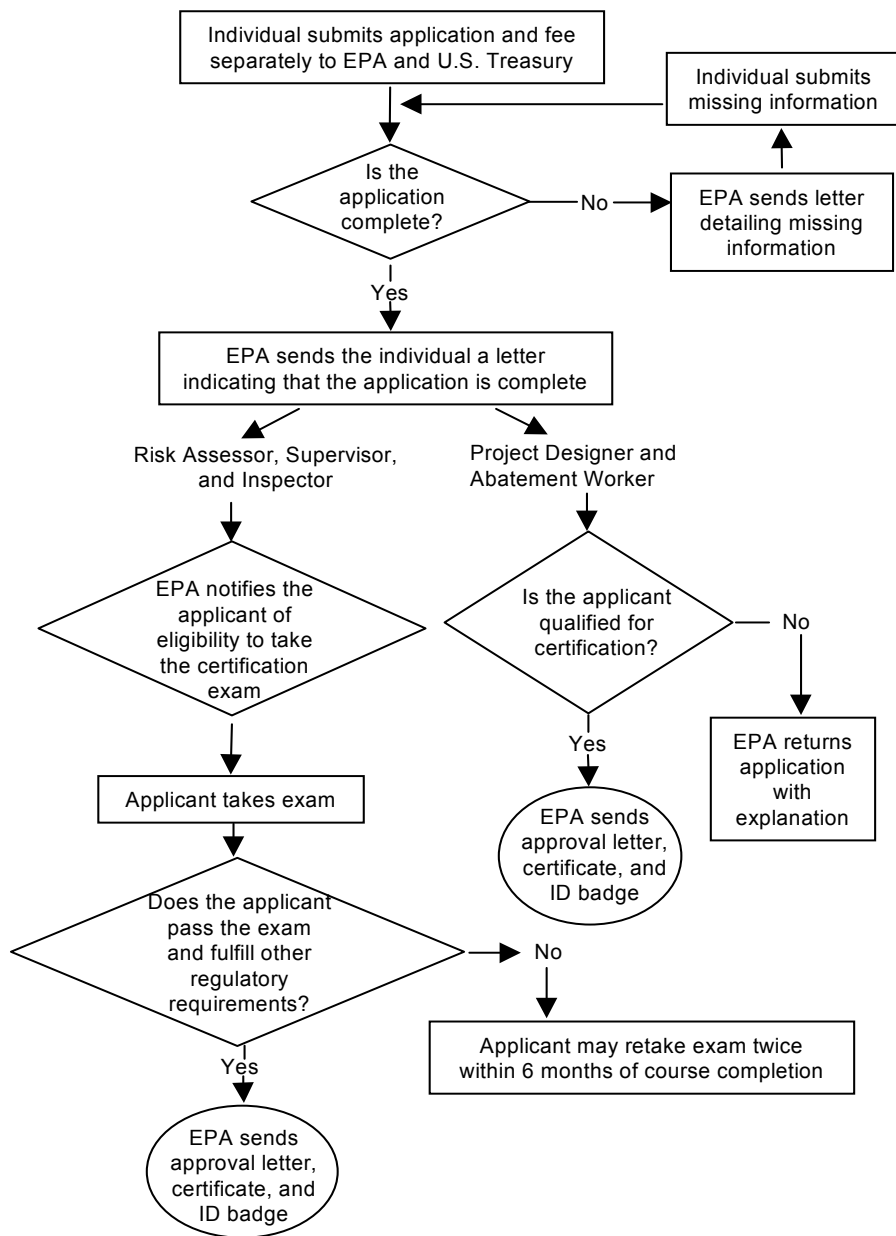 Individual submits application and fee
separately to EPA and U.S. Treasury
Individual submits
missing information
Is the
application
complete?
No
EPA sends letter
detailing missing
information
Yes
EPA sends the individual a letter
indicating that the application is complete
Risk Assessor, Supervisor,
and Inspector
Project Designer and
Abatement Worker
EPA notifies the
applicant of
eligibility to take
the certification
exam
Is the applicant
qualified for
certification?
No
Yes
EPA returns
application
with
explanation
Applicant takes exam
EPA sends
approval letter,
certificate, and
ID badge
Does the applicant
pass the exam
and fulfill other
regulatory
requirements?
No
Applicant may retake exam twice
within 6 months of course completion
Yes
EPA sends
approval letter,
certificate, and
ID badge